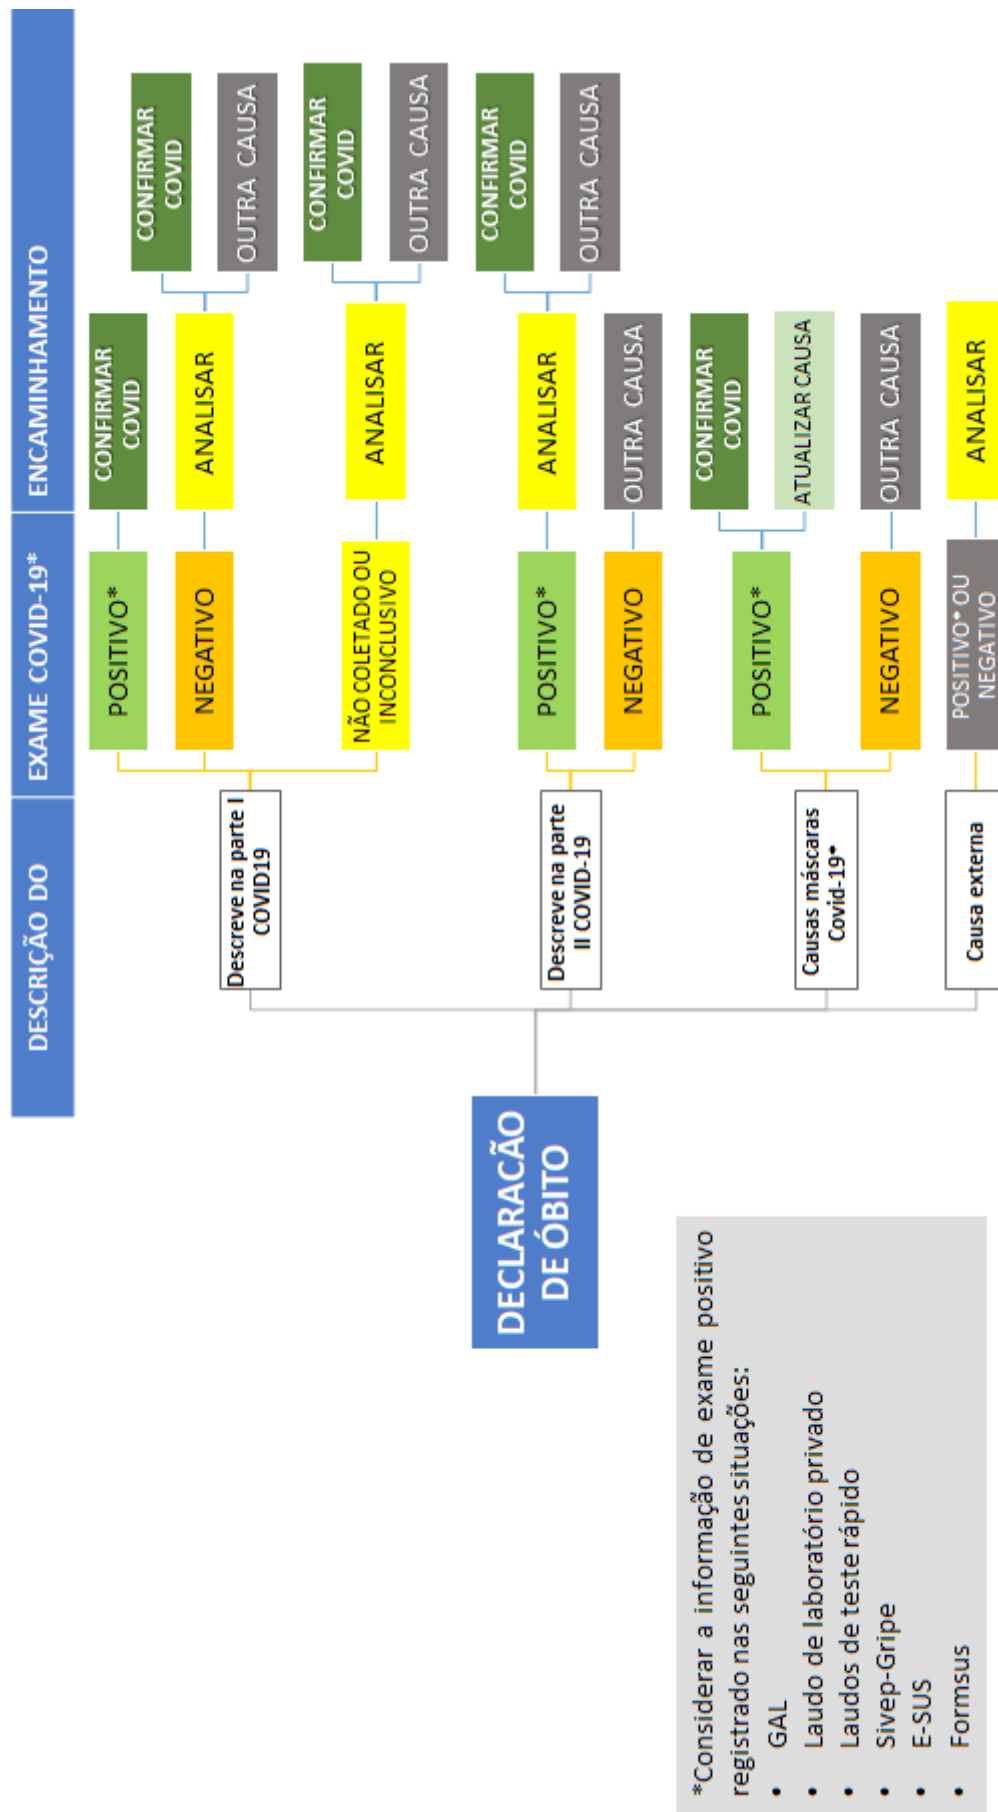 DESCRIÇÃO DO
EXAME COVID-19*
ENCAMINHAMENTO
DECLARACÃO
DE ÓBITO
Descreve na parte I
COVID19
POSITIVO*
CONFIRMAR
COVID
NEGATIVO
ANALISAR
CONFIRMAR
COVID
OUTRA CAUSA
NÃO COLETADO OU
INCONCLUSIVO
ANALISAR
CONFIRMAR
COVID
OUTRA CAUSA
Descreve na parte
II COVID-19
POSITIVO*
ANALISAR
CONFIRMAR
COVID
OUTRA CAUSA
NEGATIVO
OUTRA CAUSA
Causas máscaras
Covid-19*
POSITIVO*
CONFIRMAR
COVID
ATUALIZAR CAUSA
NEGATIVO
OUTRA CAUSA
Causa externa
POSITIVO* OU
NEGATIVO
ANALISAR
*Considerar a informação de exame positivo
registrado nas seguintes situações:
• GAL
• Laudo de laboratório privado
• Laudos de teste rápido
• Sivep-Gripe
• E-SUS
• Formsus